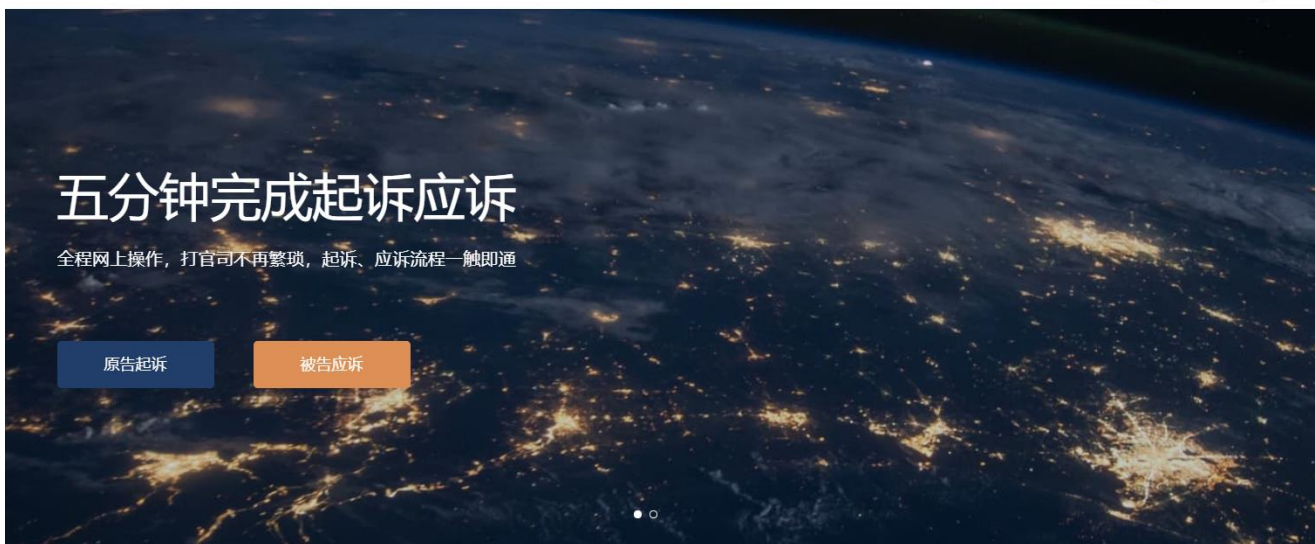 五分钟完成起诉应诉
全程网上操作，打官司不再繁琐，起诉、应诉流程一触即通
原告起诉
被告应诉